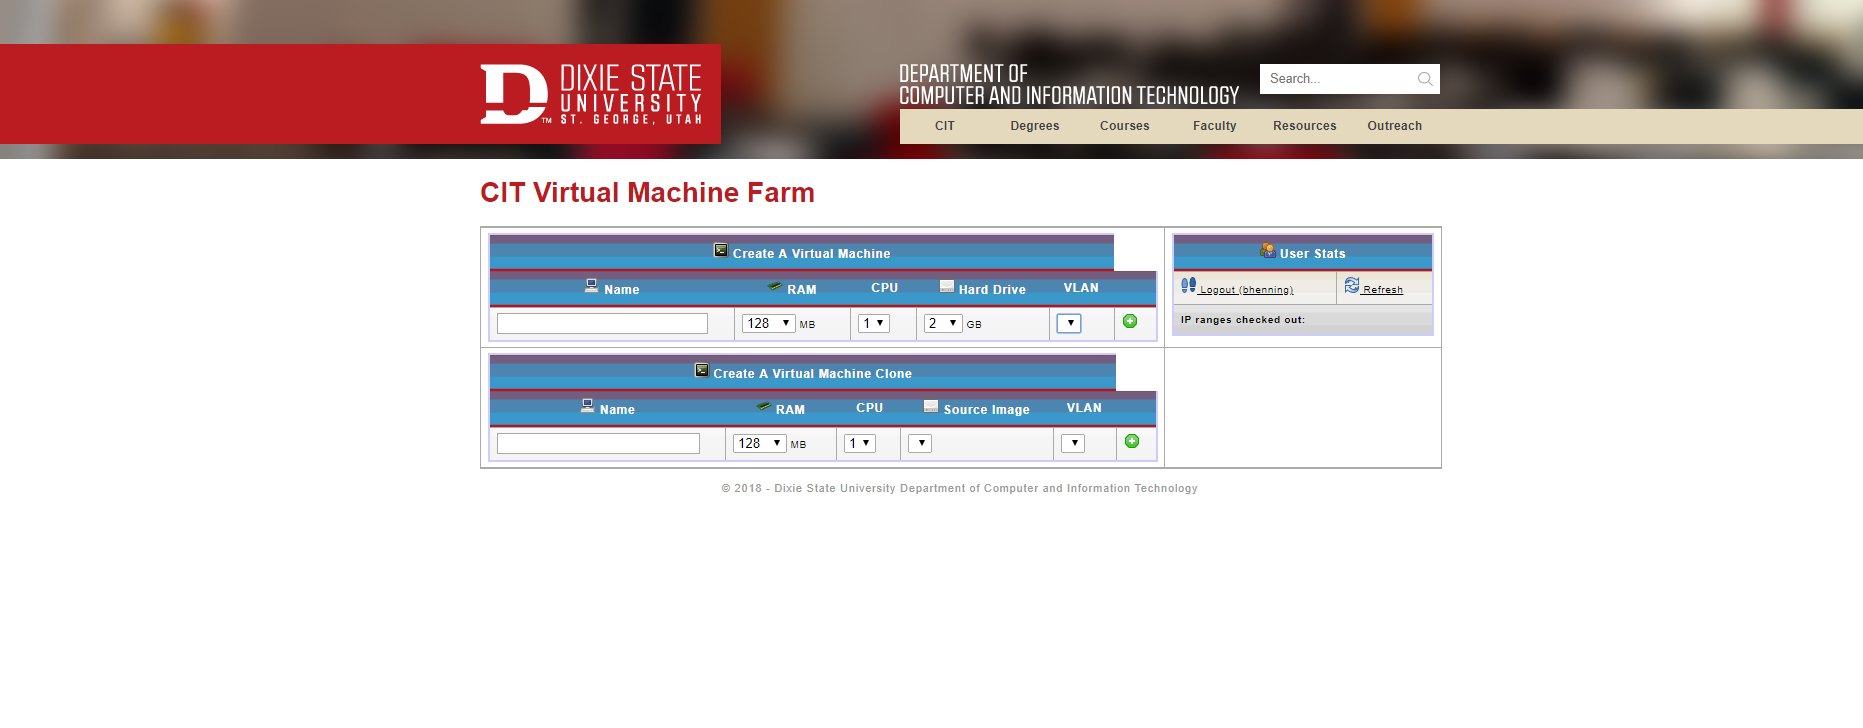 DIXIE STATE
UNIVERSITY
ST. GEORGE, UTAH
TM
DEPARTMENT OF
COMPUTER AND INFORMATION TECHNOLOGY
Search...
CIT Degrees Courses Faculty Resources Outreach
CIT Virtual Machine Farm
Create A Virtual Machine
Name RAM CPU Hard Drive VLAN
128 MB 1 2 GB
User Stats
Logout (bhenning) Refresh
IP ranges checked out:
Create A Virtual Machine Clone
Name RAM CPU Source Image VLAN
128 MB 1
© 2018 - Dixie State University Department of Computer and Information Technology